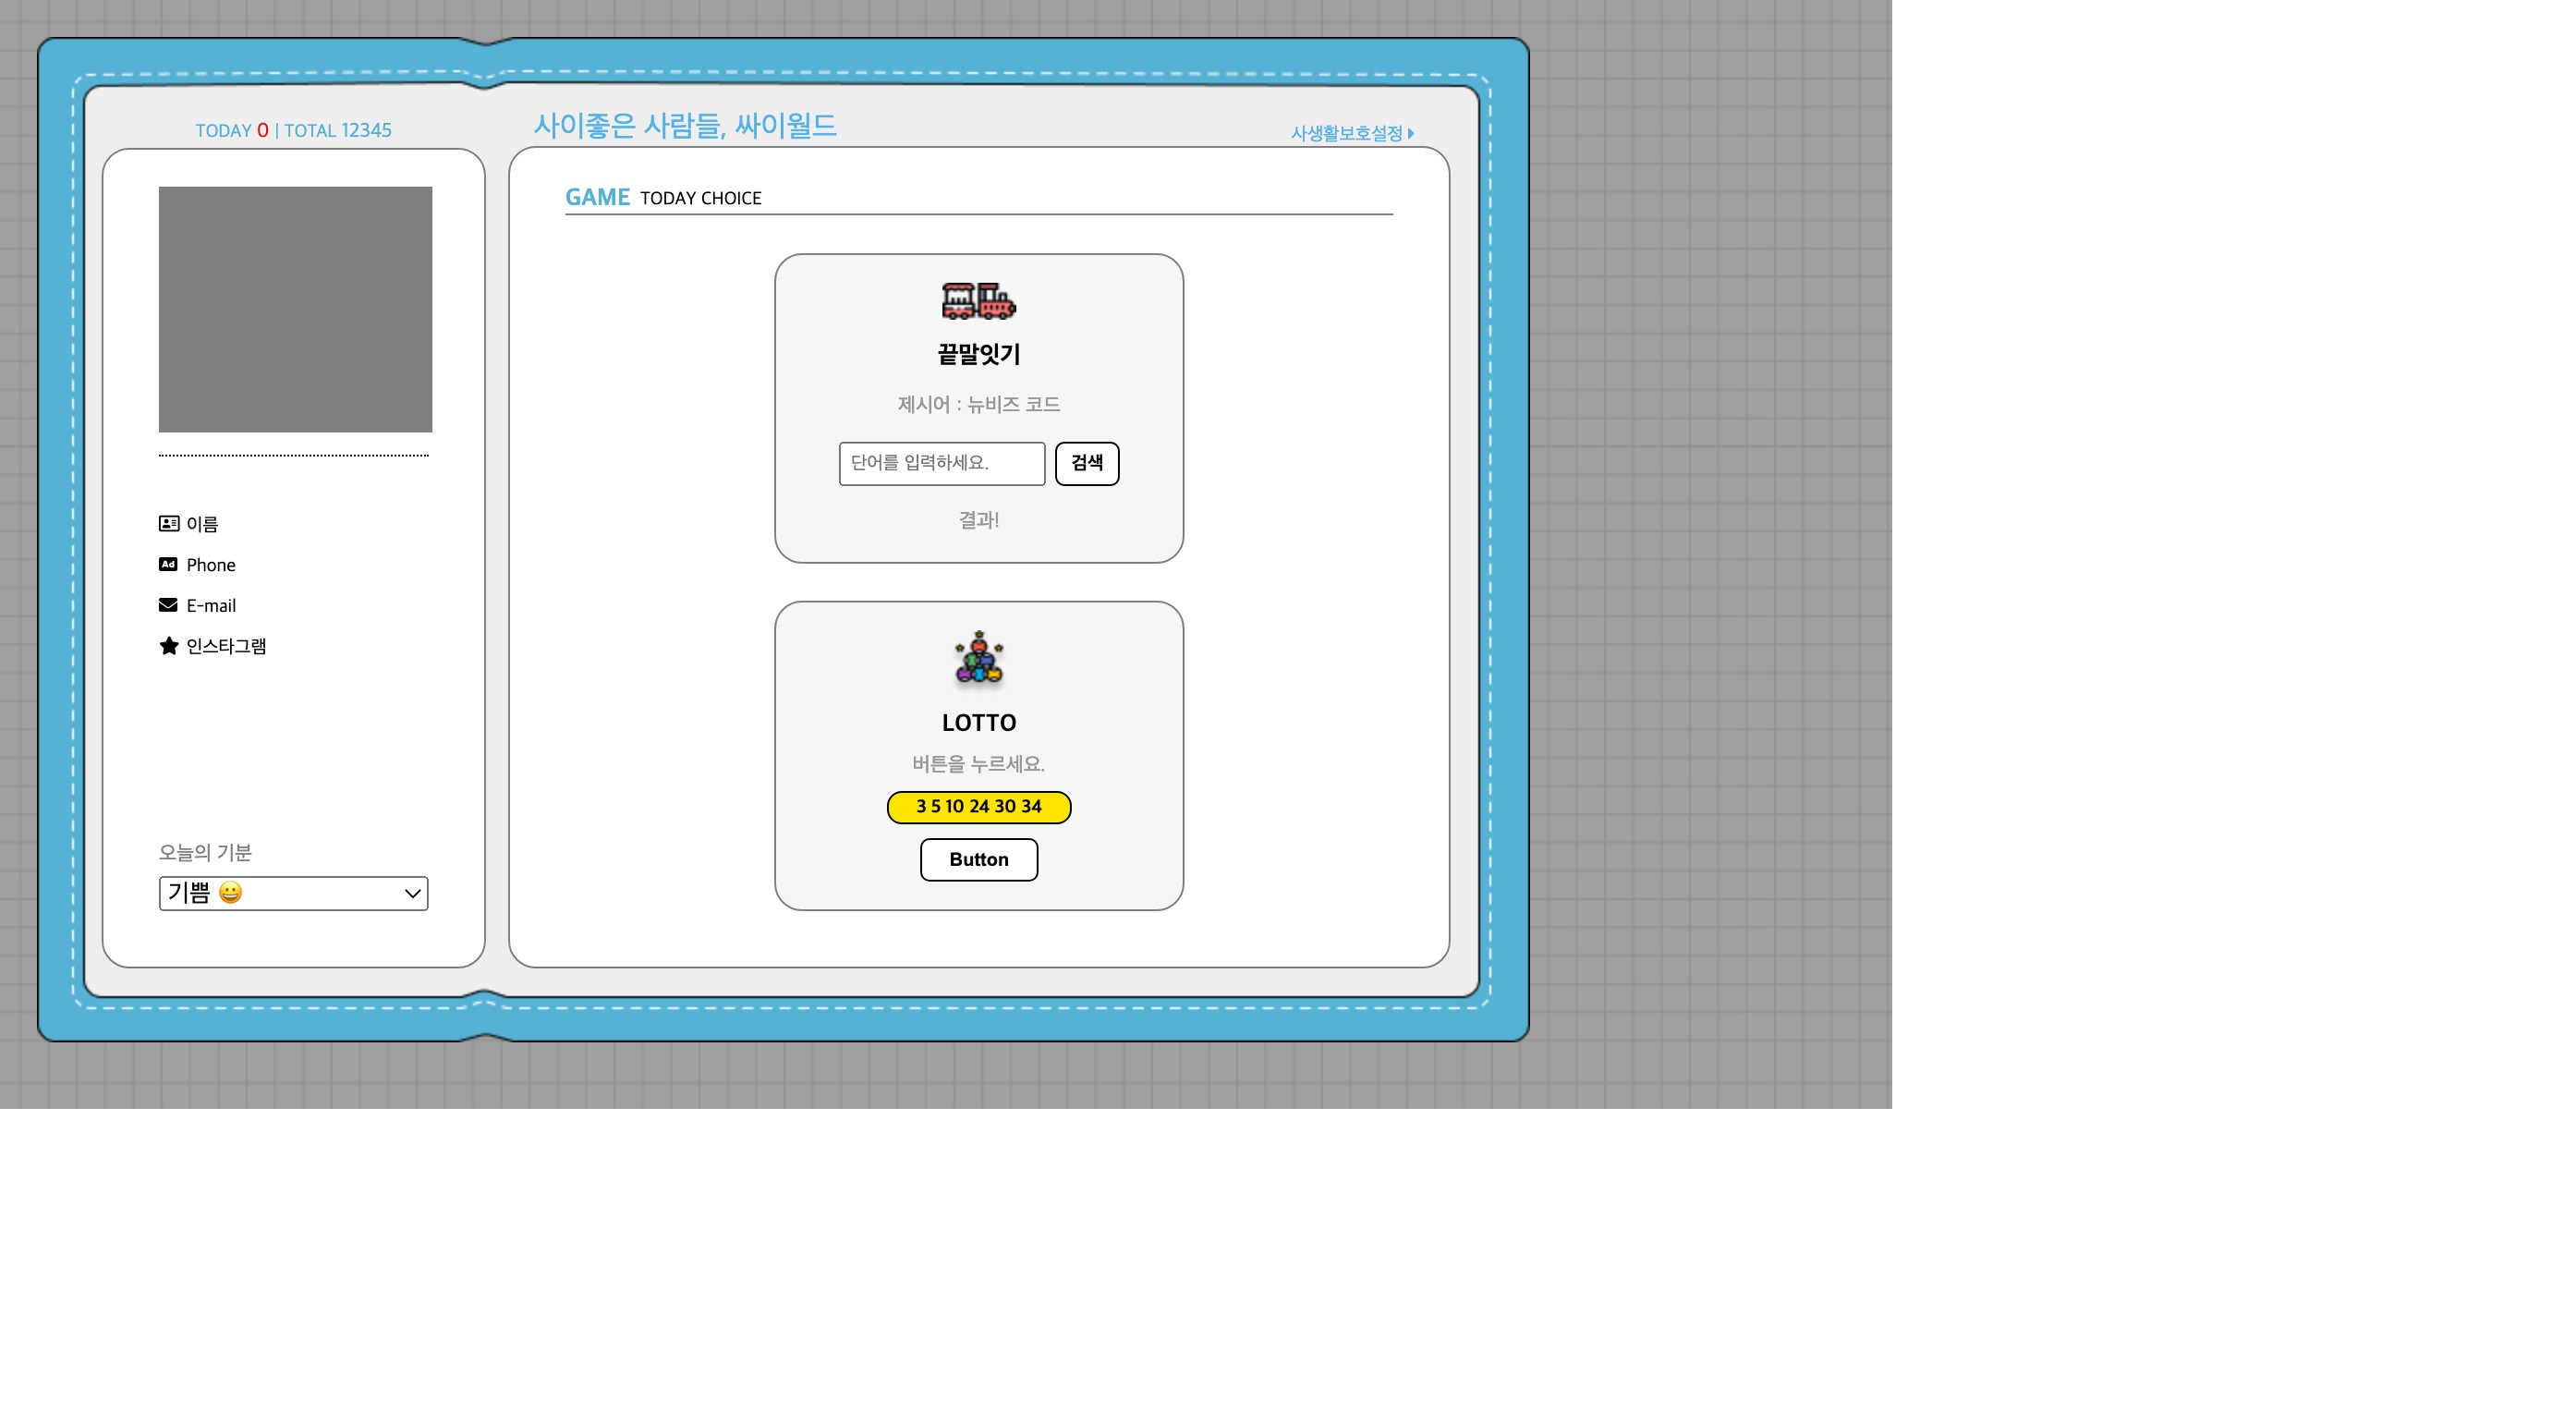 TODAY 0 | TOTAL 12345
사이좋은 사람들, 싸이월드
사생활보호설정
이름
Ad Phone
E-mail
인스타그램
오늘의 기분
기쁨 😀
GAME TODAY CHOICE
끝말잇기
제시어 : 뉴비즈 코드
단어를 입력하세요. 검색
결과!
LOTTO
버튼을 누르세요.
3 5 10 24 30 34
Button